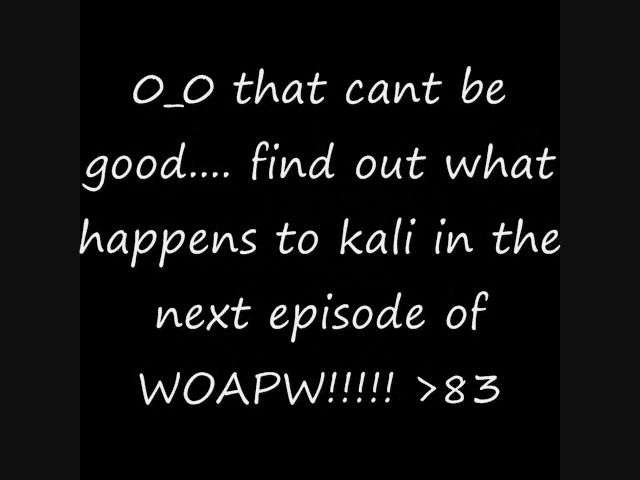 O_O that cant be
good.... find out what
happens to kali in the
next episode of
WOAPW!!!!! >83